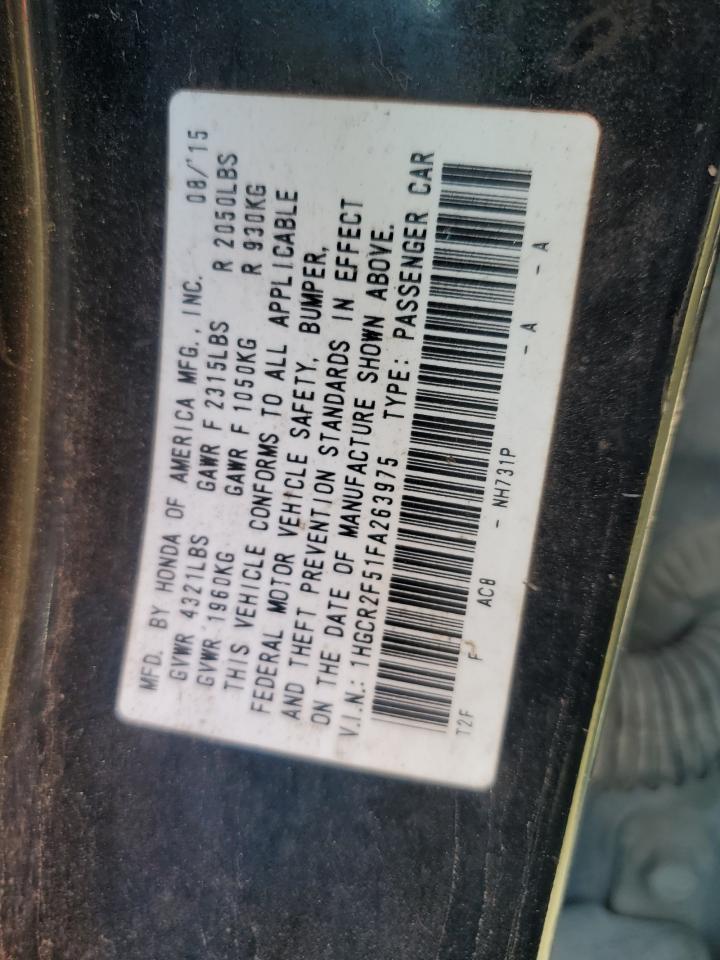 MFD. BY HONDA OF AMERICA MFG., INC. 08/'15
GVWR 4321LBS GAWR F 2315LBS R 2050LBS
GVWR 1960KG GAWR F 1050KG R 930KG
THIS VEHICLE CONFORMS TO ALL APPLICABLE
FEDERAL MOTOR VEHICLE SAFETY, BUMPER,
AND THEFT PREVENTION STANDARDS IN EFFECT
ON THE DATE OF MANUFACTURE SHOWN ABOVE.
V.I.N.: 1HGCR2F51FA263975 TYPE: PASSENGER CAR
T2F F AC8 - NH731P - A - A